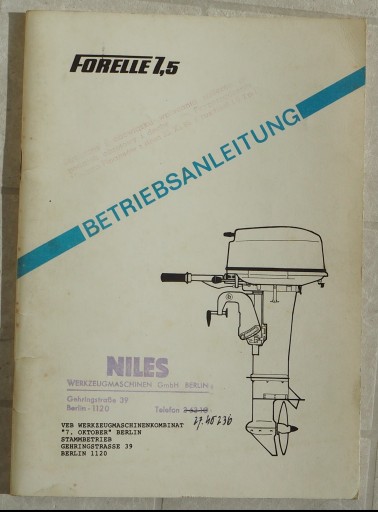 FORELLE 7,5
BETRIEBSANLEITUNG
NILES
WERKZEUGMASCHINEN GmbH BERLIN
Gehringstraße 39
Berlin - 1120 Telefon
VEB WERKZEUGMASCHINENKOMBINAT
"7. OKTOBER" BERLIN
STAMMBETRIEB
GEHRINGSTRASSE 39
BERLIN 1120